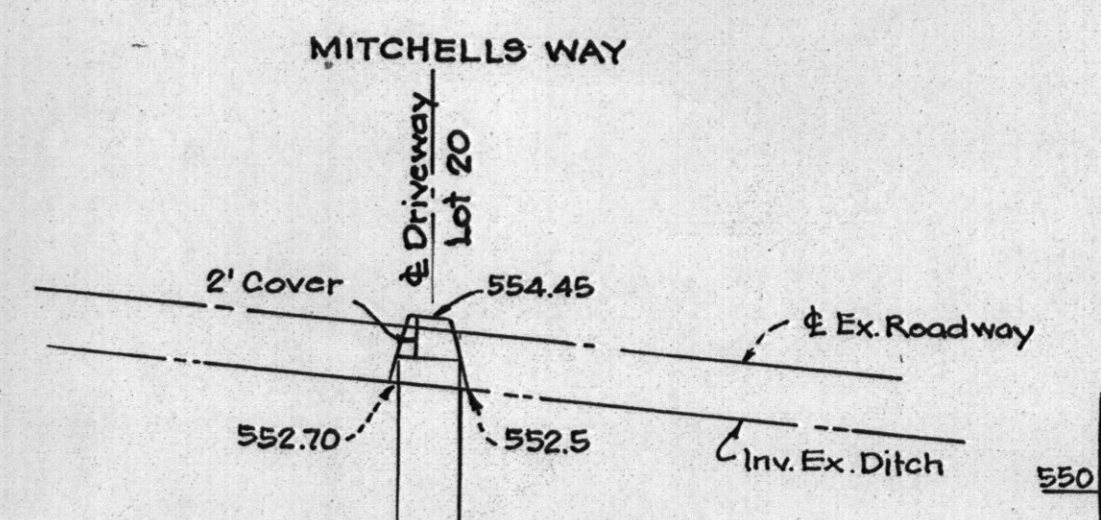 MITCHELLS WAY
℄ Driveway
Lot 20
2' Cover
554.45
℄ Ex. Roadway
552.70
552.5
Inv. Ex. Ditch
550